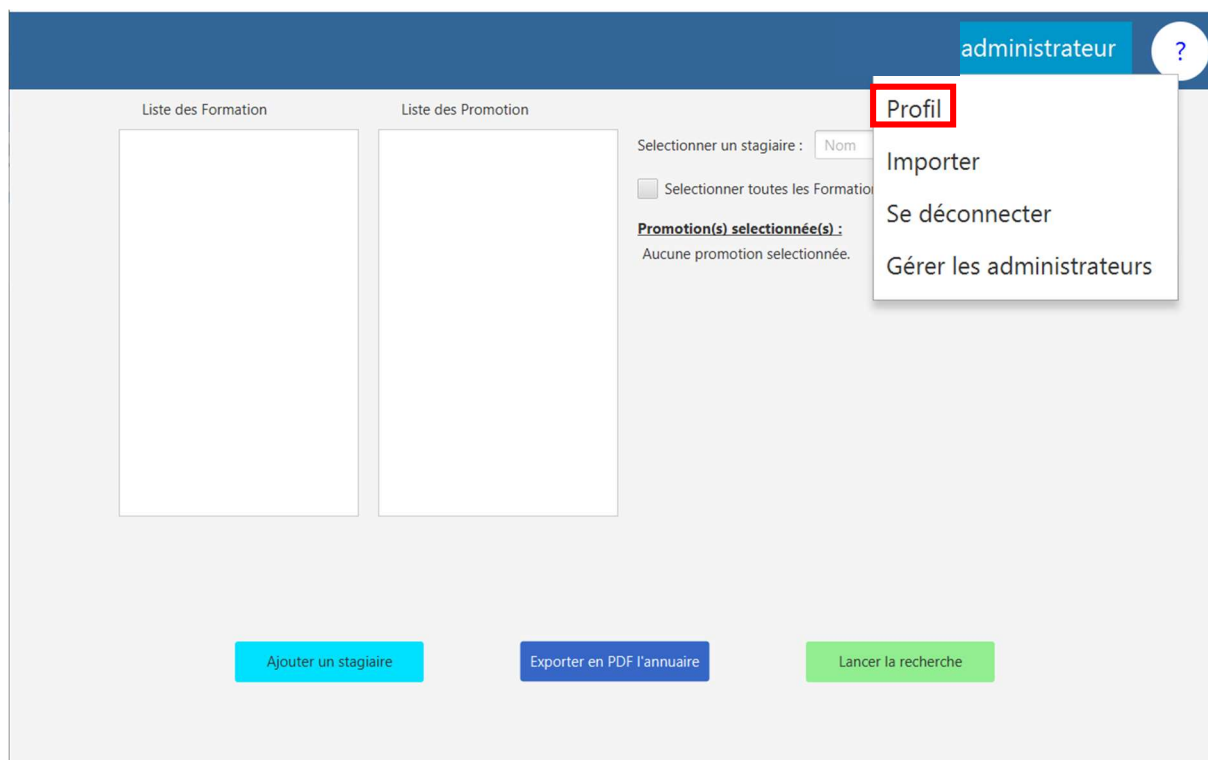 administrateur
?
Liste des Formation
Liste des Promotion
Profil
Selectionner un stagiaire :
Nom
Importer
Selectionner toutes les Formatio
Se déconnecter
Promotion(s) selectionnée(s) :
Aucune promotion selectionnée.
Gérer les administrateurs
Ajouter un stagiaire
Exporter en PDF l'annuaire
Lancer la recherche